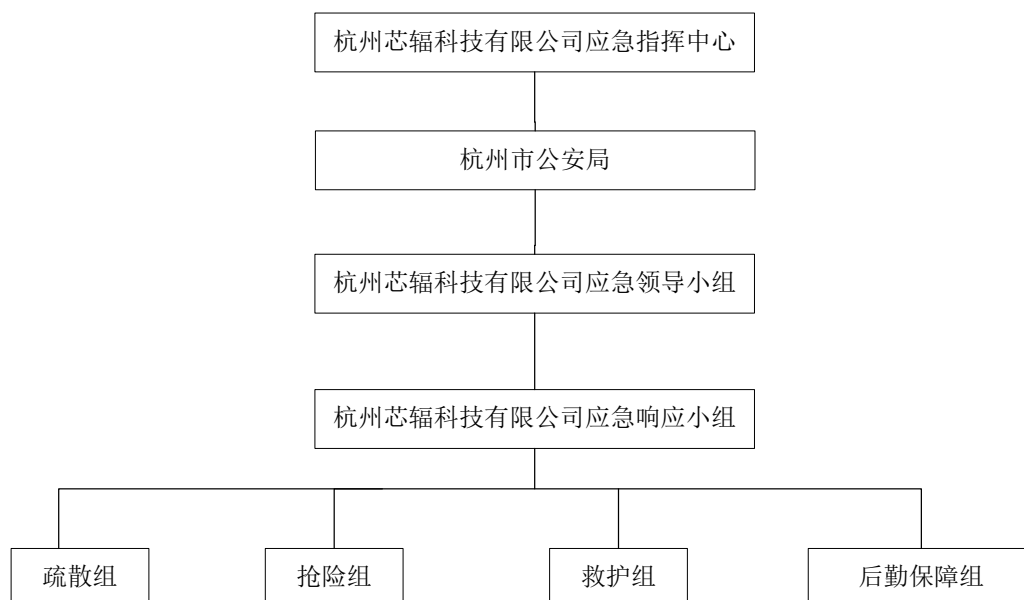 杭州芯辐科技有限公司应急指挥中心
杭州市公安局
杭州芯辐科技有限公司应急领导小组
杭州芯辐科技有限公司应急响应小组
疏散组
抢险组
救护组
后勤保障组